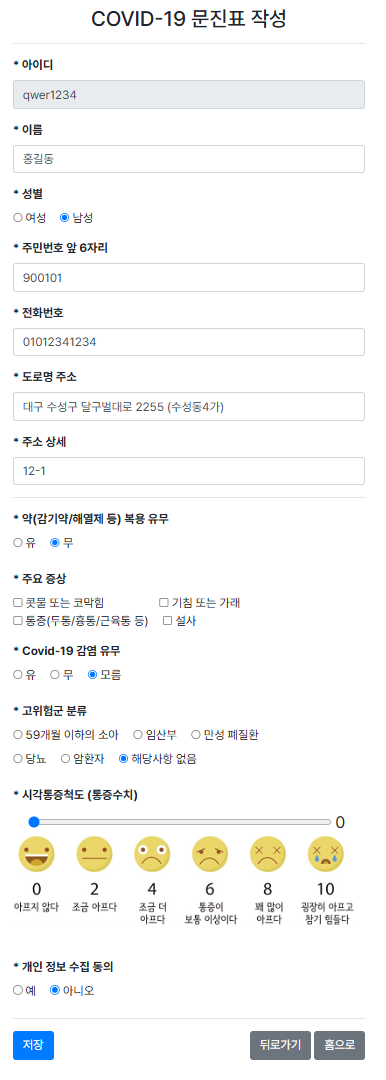 COVID-19 문진표 작성
* 아이디
qwer1234
* 이름
홍길동
* 성별
여성 남성
* 주민번호 앞 6자리
900101
* 전화번호
01012341234
* 도로명 주소
대구 수성구 달구벌대로 2255 (수성동4가)
* 주소 상세
12-1
* 약(감기약/해열제 등) 복용 유무
유 무
* 주요 증상
콧물 또는 코막힘 기침 또는 가래
통증(두통/흉통/근육통 등) 설사
* Covid-19 감염 유무
유 무 모름
* 고위험군 분류
59개월 이하의 소아 임산부 만성 폐질환
당뇨 암환자 해당사항 없음
* 시각통증척도 (통증수치)
0
0 2 4 6 8 10
아프지 않다 조금 아프다 조금 더 통증이 꽤 많이 굉장히 아프고
아프다 보통 이상이다 아프다 참기 힘들다
* 개인 정보 수집 동의
예 아니오
저장 뒤로가기 홈으로